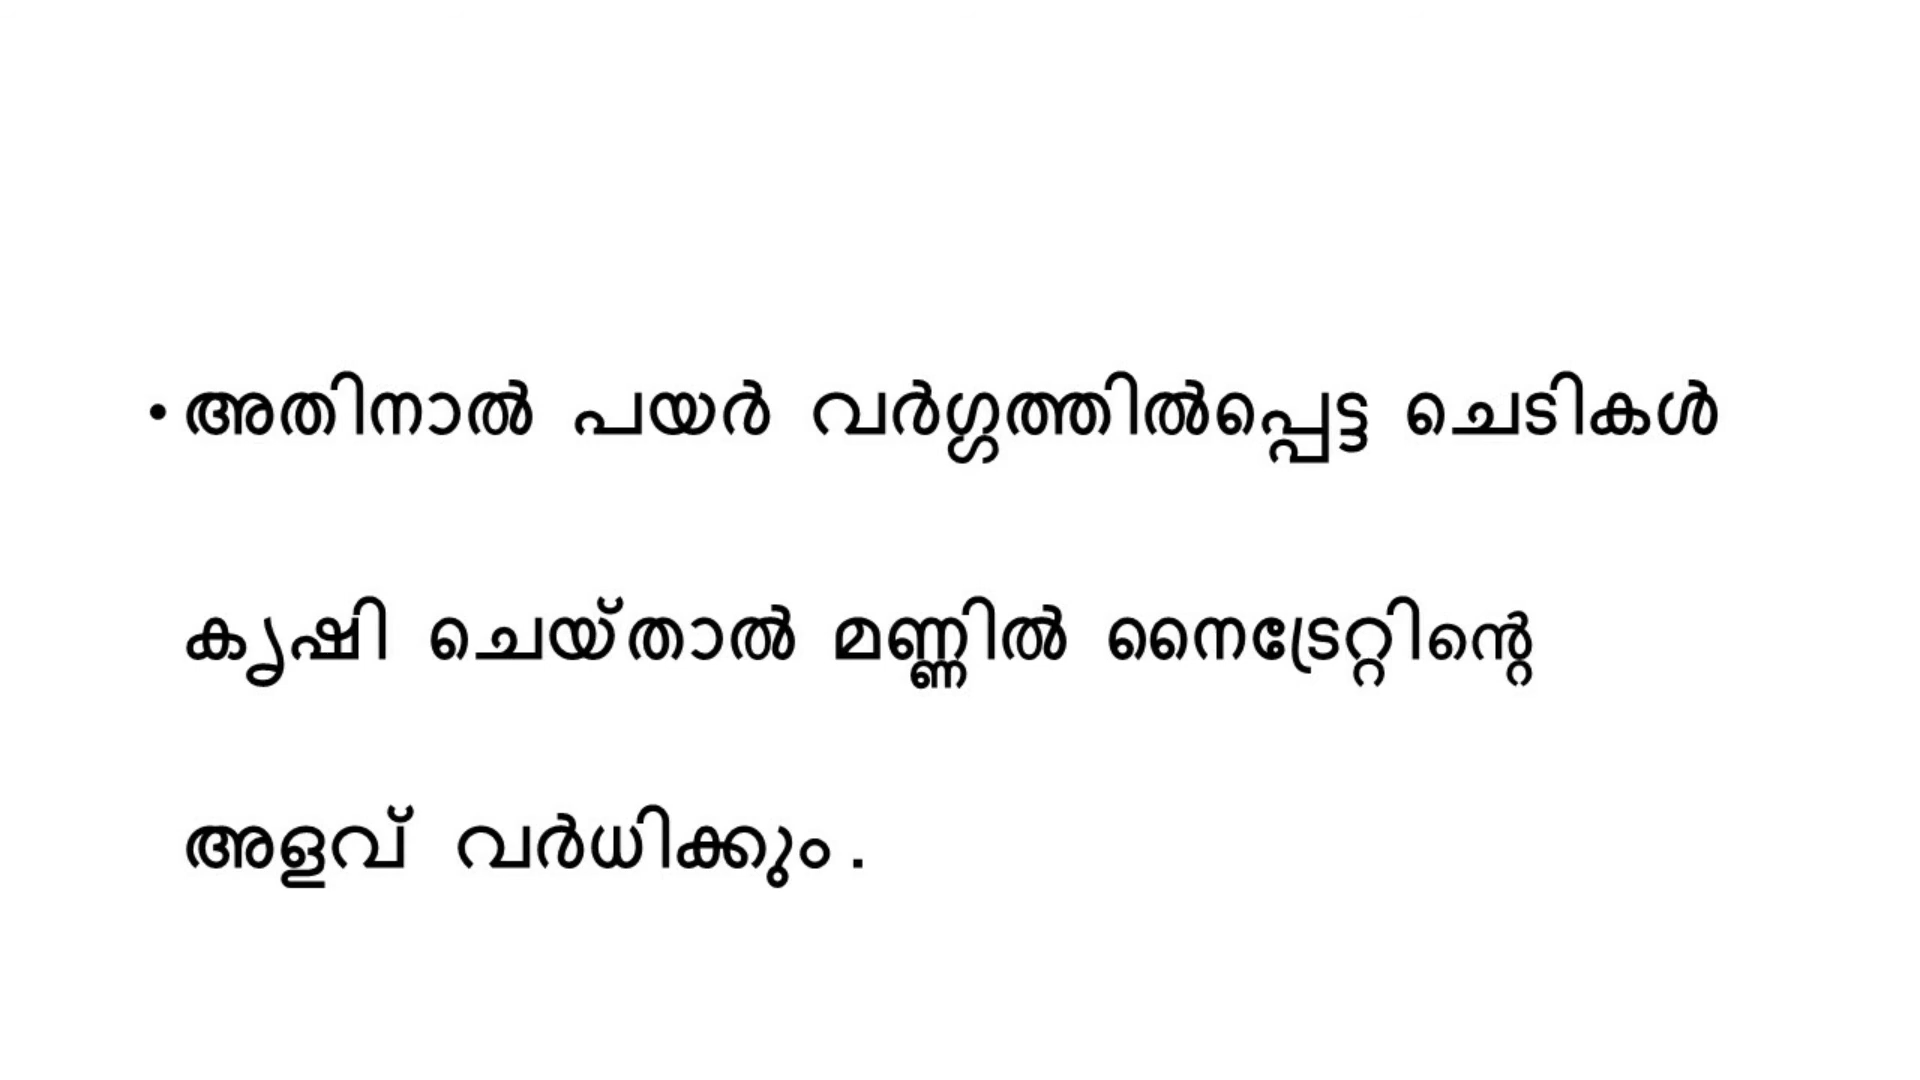 • അതിനാൽ പയർ വർഗ്ഗത്തിൽപ്പെട്ട ചെടികൾ
കൃഷി ചെയ്താൽ മണ്ണിൽ നൈട്രേറ്റിന്റെ
അളവ് വർധിക്കും .